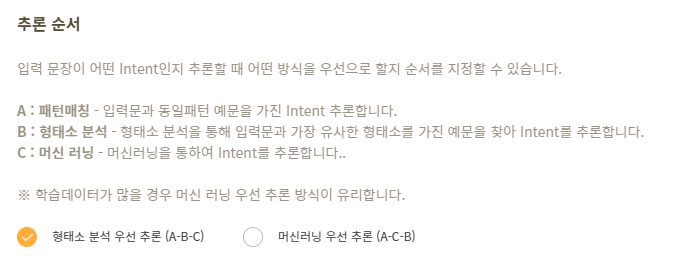 추론 순서
입력 문장이 어떤 Intent인지 추론할 때 어떤 방식을 우선으로 할지 순서를 지정할 수 있습니다.
A : 패턴매칭 - 입력문과 동일패턴 예문을 가진 Intent 추론합니다.
B : 형태소 분석 - 형태소 분석을 통해 입력문과 가장 유사한 형태소를 가진 예문을 찾아 Intent를 추론합니다.
C : 머신 러닝 - 머신러닝을 통하여 Intent를 추론합니다..
※ 학습데이터가 많을 경우 머신 러닝 우선 추론 방식이 유리합니다.
형태소 분석 우선 추론 (A-B-C) 머신러닝 우선 추론 (A-C-B)